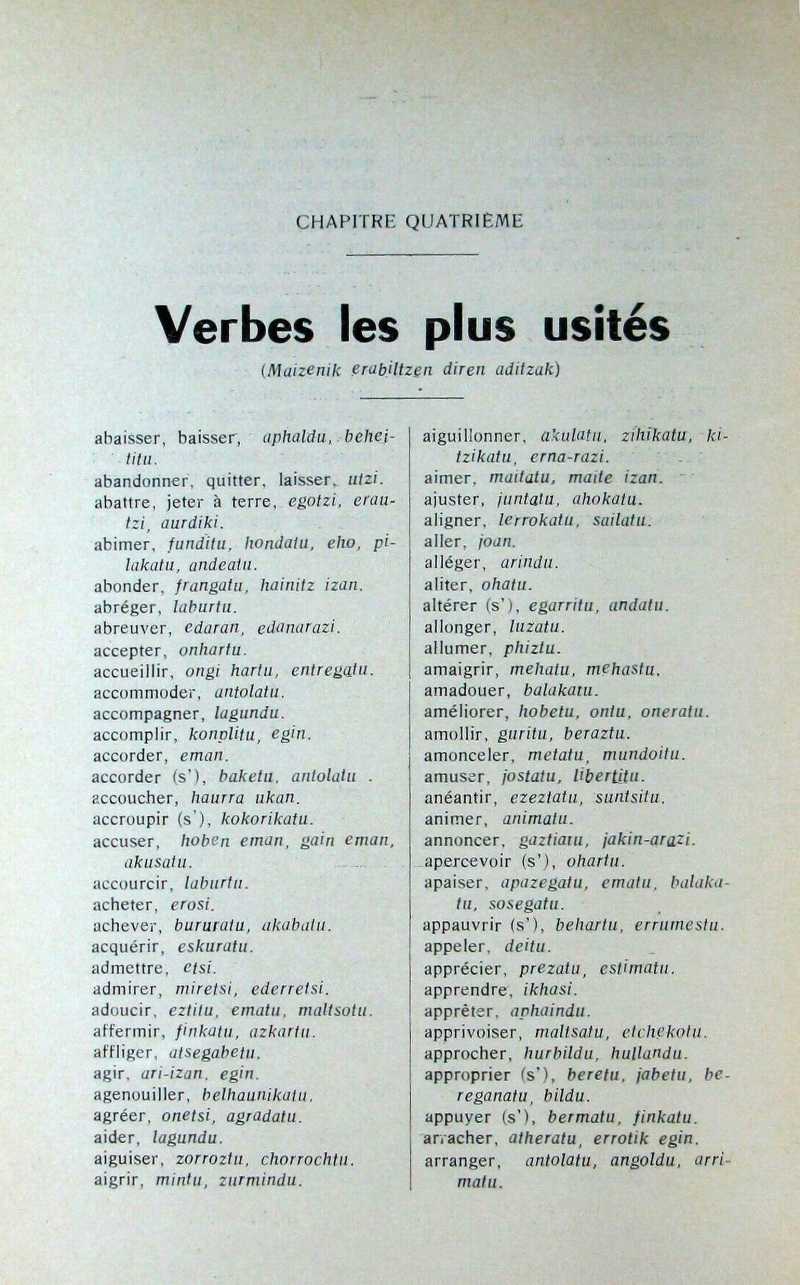 CHAPITRE QUATRIÈME
Verbes les plus usités
(Maizenik erabiltzen diren aditzak)
abaisser, baisser, aphaldu, behei-
titu.
abandonner, quitter, laisser, utzi.
abattre, jeter à terre, egotzi, erau-
tzi, aurdiki.
abimer, funditu, hondatu, eho, pi-
lakatu, andeatu.
abonder, frangatu, hainitz izan.
abréger, laburtu.
abreuver, edaran, edanarazi.
accepter, onhartu.
accueillir, ongi hartu, entregatu.
accommoder, antolatu.
accompagner, lagundu.
accomplir, konplitu, egin.
accorder, eman.
accorder (s'), baketu, antolatu .
accoucher, haurra ukan.
accroupir (s'), kokorikatu.
accuser, hoben eman, gain eman,
akusatu.
accourcir, laburtu.
acheter, erosi.
achever, bururatu, akabatu.
acquérir, eskuratu.
admettre, etsi.
admirer, miretsi, ederretsi.
adoucir, eztitu, ematu, maltsotu.
affermir, finkatu, azkartu.
affliger, atsegabetu.
agir, ari-izan, egin.
agenouiller, belhaunikatu.
agréer, onetsi, agradatu.
aider, lagundu.
aiguiser, zorroztu, chorrochtu.
aigrir, mintu, zurmindu.
aiguillonner, akulatu, zihikatu, ki-
tzikatu, erna-razi.
aimer, maitatu, maite izan.
ajuster, juntatu, ahokatu.
aligner, lerrokatu, sailatu.
aller, joan.
alléger, arindu.
aliter, ohatu.
altérer (s'), egarritu, andatu.
allonger, luzatu.
allumer, phiztu.
amaigrir, mehatu, mehastu.
amadouer, balakatu.
améliorer, hobetu, ontu, oneratu.
amollir, guritu, beraztu.
amonceler, metatu, mundoitu.
amuser, jostatu, libertitu.
anéantir, ezeztatu, suntsitu.
animer, animatu.
annoncer, gaztiatu, jakin-arazi.
apercevoir (s'), ohartu.
apaiser, apazegatu, ematu, balaka-
tu, sosegatu.
appauvrir (s'), behartu, errumestu.
appeler, deitu.
apprécier, prezatu, estimatu.
apprendre, ikhasi.
apprêter, aphaindu.
apprivoiser, maltsatu, etchekotu.
approcher, hurbildu, hullandu.
approprier (s'), beretu, jabetu, be-
reganatu, bildu.
appuyer (s'), bermatu, finkatu.
arracher, atheratu, errotik egin.
arranger, antolatu, angoldu, arri-
matu.